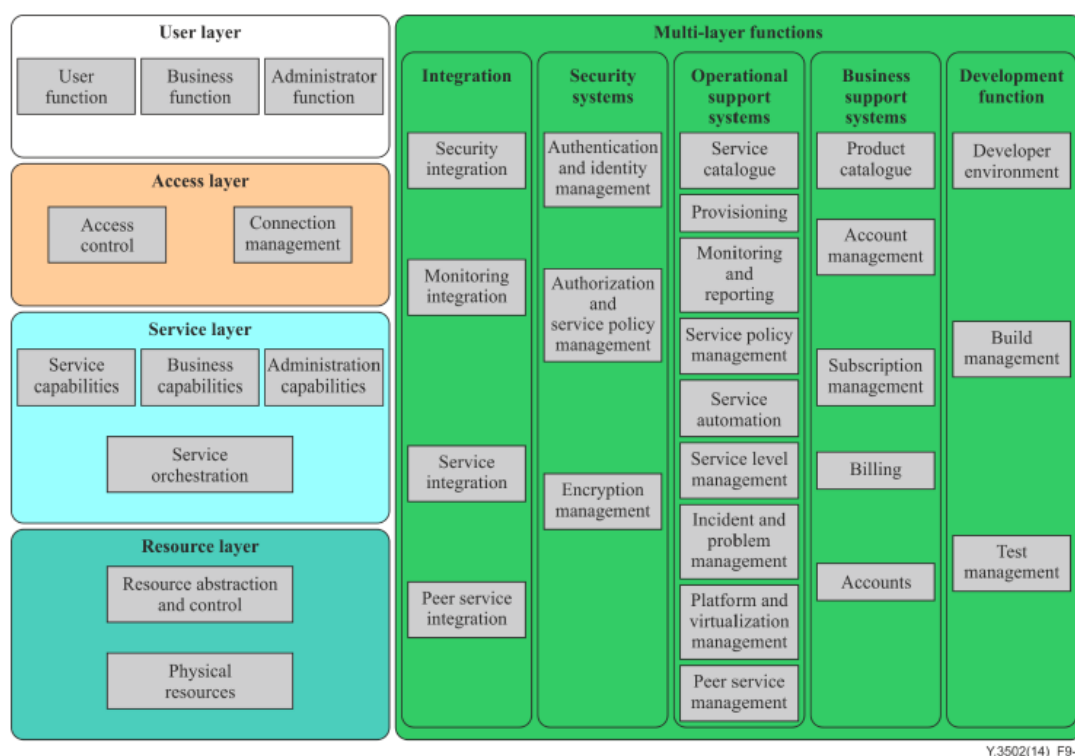 User layer
User
function
Business
function
Administrator
function
Access layer
Access
control
Connection
management
Service layer
Service
capabilities
Business
capabilities
Administration
capabilities
Service
orchestration
Resource layer
Resource abstraction
and control
Physical
resources
Multi-layer functions
Integration
Security
integration
Monitoring
integration
Service
integration
Peer service
integration
Security
systems
Authentication
and identity
management
Authorization
and
service policy
management
Encryption
management
Operational
support
systems
Service
catalogue
Provisioning
Monitoring
and
reporting
Service policy
management
Service
automation
Service level
management
Incident and
problem
management
Platform and
virtualization
management
Peer service
management
Business
support
systems
Product
catalogue
Account
management
Subscription
management
Billing
Accounts
Development
function
Developer
environment
Build
management
Test
management
Y.3502(14)_F9-